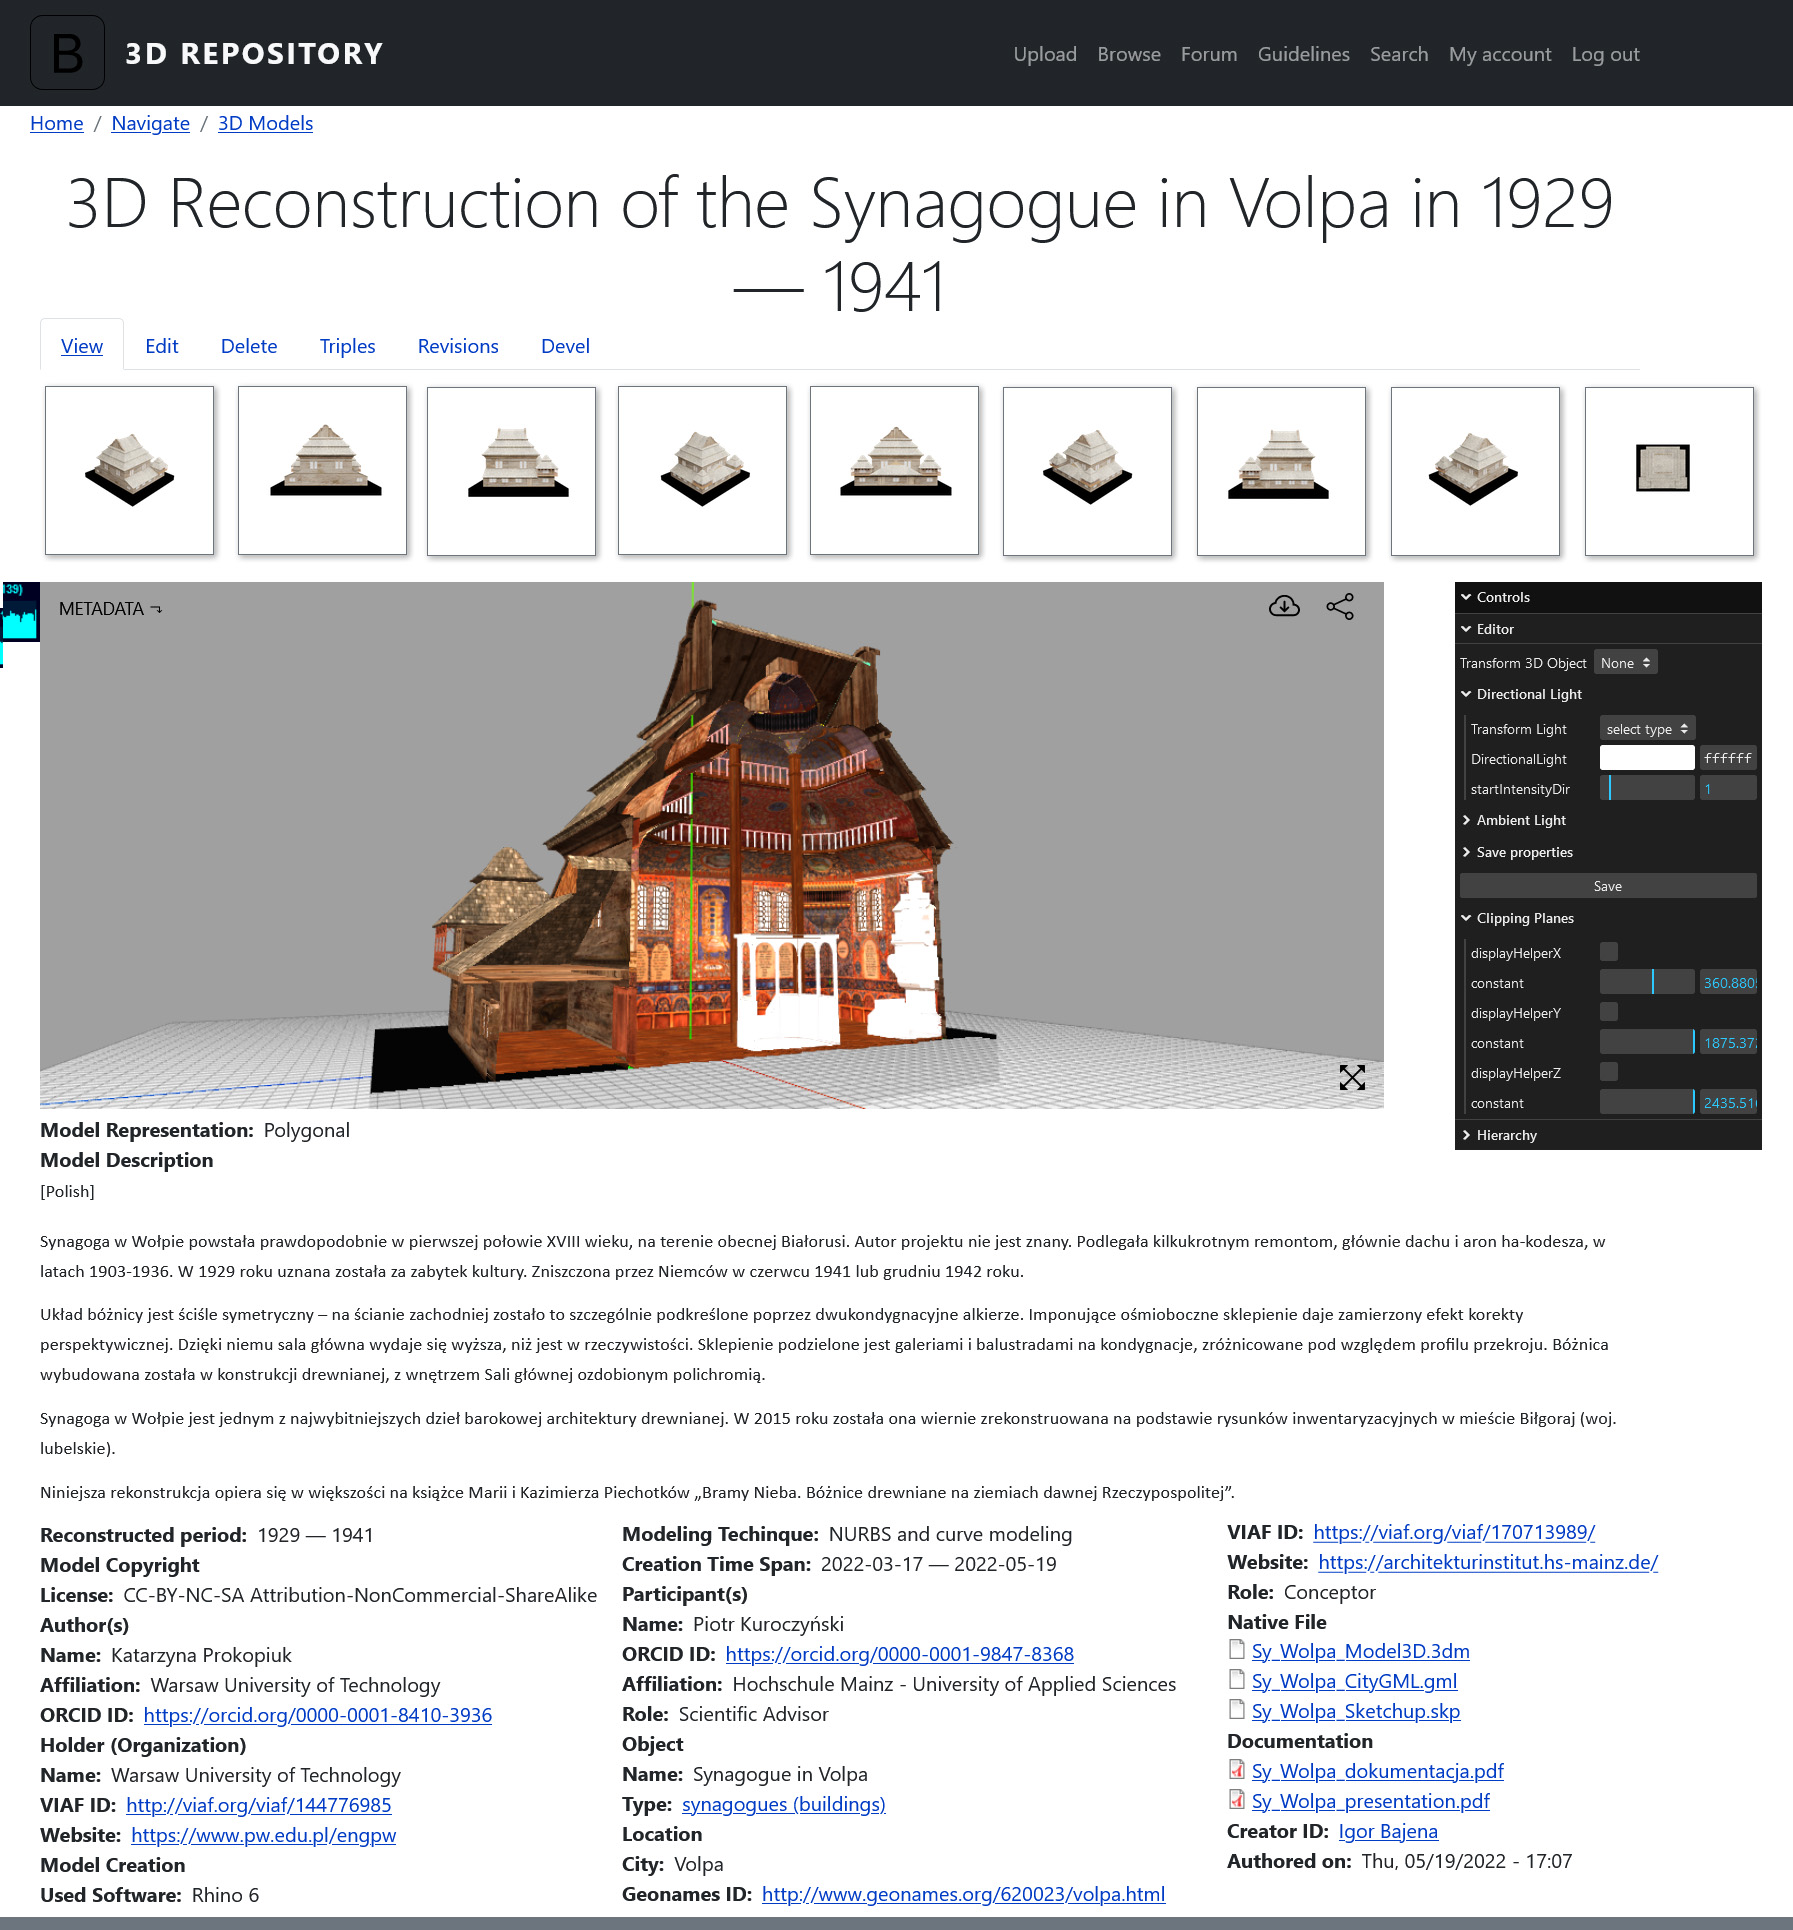 B 3D REPOSITORY Upload Browse Forum Guidelines Search My account Log out
Home / Navigate / 3D Models
3D Reconstruction of the Synagogue in Volpa in 1929
— 1941
View Edit Delete Triples Revisions Devel
139)
METADATA
Controls
Editor
Transform 3D Object None
Directional Light
Transform Light select type
DirectionalLight ffffff
startIntensityDir 1
Ambient Light
Save properties
Save
Clipping Planes
displayHelperX
constant 360.880
displayHelperY
constant 1875.37
displayHelperZ
constant 2435.51
Hierarchy
Model Representation: Polygonal
Model Description
[Polish]
Synagoga w Wołpie powstała prawdopodobnie w pierwszej połowie XVIII wieku, na terenie obecnej Białorusi. Autor projektu nie jest znany. Podlegała kilkukrotnym remontom, głównie dachu i aron ha-kodesza, w
latach 1903-1936. W 1929 roku uznana została za zabytek kultury. Zniszczona przez Niemców w czerwcu 1941 lub grudniu 1942 roku.
Układ bóżnicy jest ściśle symetryczny – na ścianie zachodniej zostało to szczególnie podkreślone poprzez dwukondygnacyjne alkierze. Imponujące ośmioboczne sklepienie daje zamierzony efekt korekty
perspektywicznej. Dzięki niemu sala główna wydaje się wyższa, niż jest w rzeczywistości. Sklepienie podzielone jest galeriami i balustradami na kondygnacje, zróżnicowane pod względem profilu przekroju. Bóżnica
wybudowana została w konstrukcji drewnianej, z wnętrzem Sali głównej ozdobionym polichromią.
Synagoga w Wołpie jest jednym z najwybitniejszych dzieł barokowej architektury drewnianej. W 2015 roku została ona wiernie zrekonstruowana na podstawie rysunków inwentaryzacyjnych w mieście Biłgoraj (woj.
lubelskie).
Niniejsza rekonstrukcja opiera się w większości na książce Marii i Kazimierza Piechotków „Bramy Nieba. Bóżnice drewniane na ziemiach dawnej Rzeczypospolitej”.
Reconstructed period: 1929 — 1941
Model Copyright
License: CC-BY-NC-SA Attribution-NonCommercial-ShareAlike
Author(s)
Name: Katarzyna Prokopiuk
Affiliation: Warsaw University of Technology
ORCID ID: https://orcid.org/0000-0001-8410-3936
Holder (Organization)
Name: Warsaw University of Technology
VIAF ID: http://viaf.org/viaf/144776985
Website: https://www.pw.edu.pl/engpw
Model Creation
Used Software: Rhino 6
Modeling Techinque: NURBS and curve modeling
Creation Time Span: 2022-03-17 — 2022-05-19
Participant(s)
Name: Piotr Kuroczyński
ORCID ID: https://orcid.org/0000-0001-9847-8368
Affiliation: Hochschule Mainz - University of Applied Sciences
Role: Scientific Advisor
Object
Name: Synagogue in Volpa
Type: synagogues (buildings)
Location
City: Volpa
Geonames ID: http://www.geonames.org/620023/volpa.html
VIAF ID: https://viaf.org/viaf/170713989/
Website: https://architekturinstitut.hs-mainz.de/
Role: Conceptor
Native File
Sy_Wolpa_Model3D.3dm
Sy_Wolpa_CityGML.gml
Sy_Wolpa_Sketchup.skp
Documentation
Sy_Wolpa_dokumentacja.pdf
Sy_Wolpa_presentation.pdf
Creator ID: Igor Bajena
Authored on: Thu, 05/19/2022 - 17:07